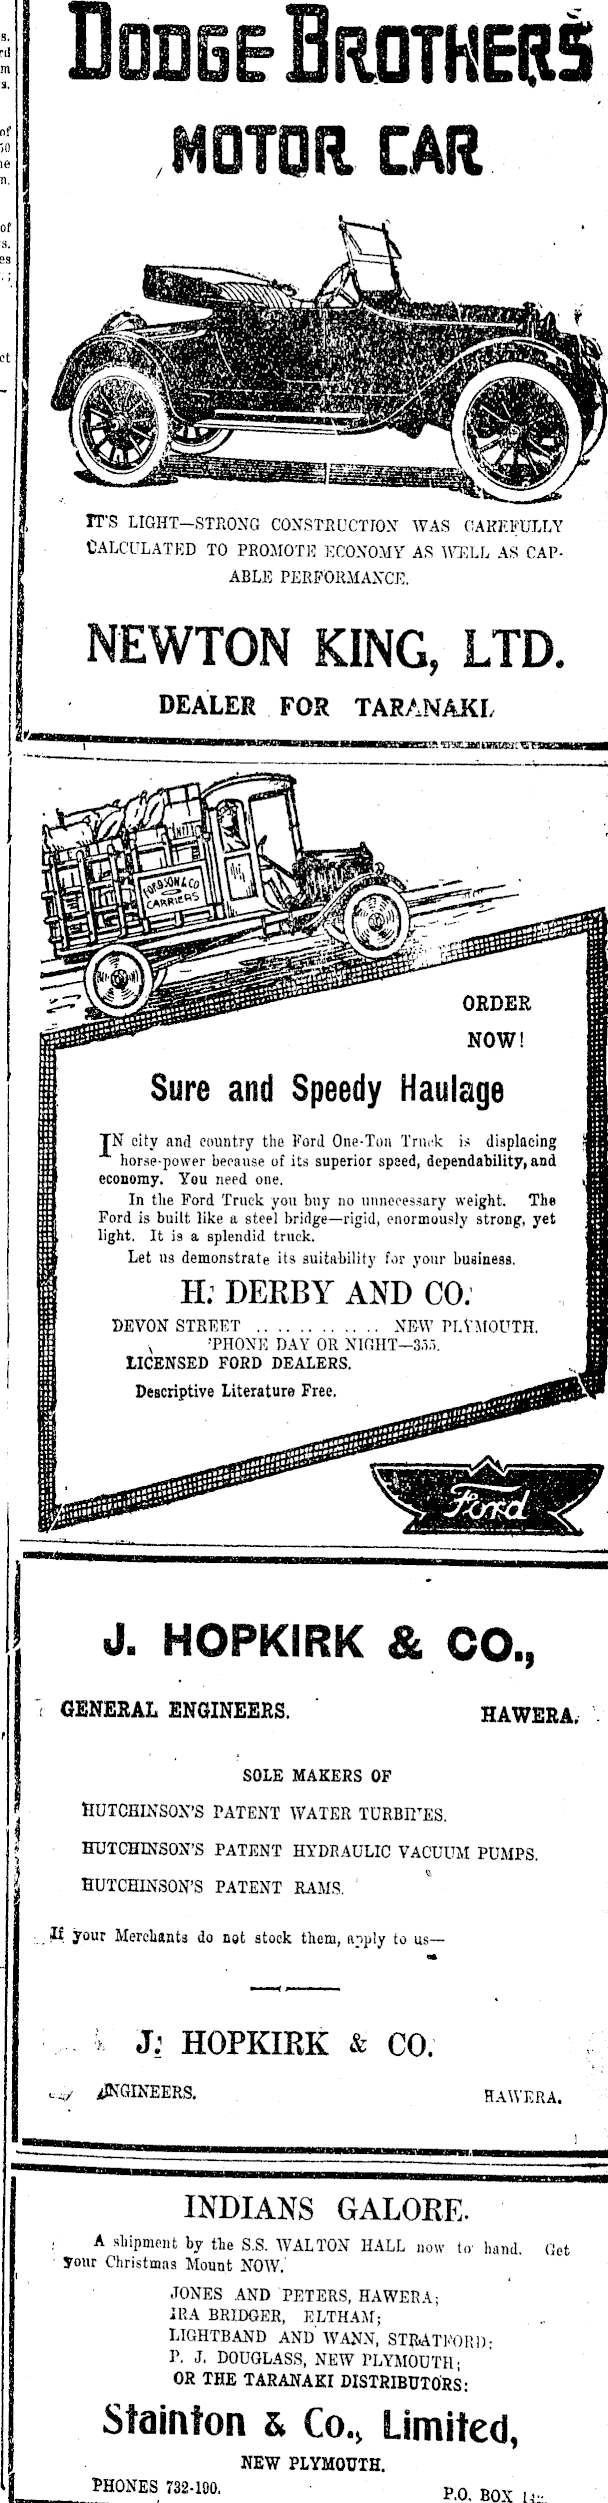 DODGE BROTHERS
MOTOR CAR
IT'S LIGHT—STRONG CONSTRUCTION WAS CAREFULLY
CALCULATED TO PROMOTE ECONOMY AS WELL AS CAP-
ABLE PERFORMANCE.
NEWTON KING, LTD.
DEALER FOR TARANAKI.
FORDSON & CO
CARRIERS
ORDER
NOW!
Sure and Speedy Haulage
IN city and country the Ford One-Ton Truck is displacing
horse-power because of its superior speed, dependability, and
economy. You need one.
In the Ford Truck you buy no unnecessary weight. The
Ford is built like a steel bridge—rigid, enormously strong, yet
light. It is a splendid truck.
Let us demonstrate its suitability for your business.
H. DERBY AND CO.
DEVON STREET .. .. .. .. .. .. NEW PLYMOUTH.
'PHONE DAY OR NIGHT—355.
LICENSED FORD DEALERS.
Descriptive Literature Free.
Ford
J. HOPKIRK & CO.,
GENERAL ENGINEERS. HAWERA.
SOLE MAKERS OF
HUTCHINSON'S PATENT WATER TURBINES.
HUTCHINSON'S PATENT HYDRAULIC VACUUM PUMPS.
HUTCHINSON'S PATENT RAMS.
If your Merchants do not stock them, apply to us—
J. HOPKIRK & CO.
ENGINEERS. HAWERA.
INDIANS GALORE.
A shipment by the S.S. WALTON HALL now to hand. Get
your Christmas Mount NOW.
JONES AND PETERS, HAWERA;
IRA BRIDGER, ELTHAM;
LIGHTBAND AND WANN, STRATFORD;
P. J. DOUGLASS, NEW PLYMOUTH;
OR THE TARANAKI DISTRIBUTORS:
Stainton & Co., Limited,
NEW PLYMOUTH.
PHONES 732-190. P.O. BOX